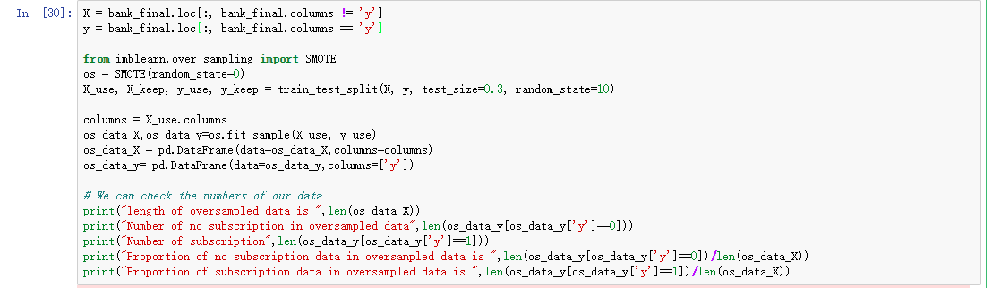 In [30]:
X = bank_final.loc[:, bank_final.columns != 'y']
y = bank_final.loc[:, bank_final.columns == 'y']
from imblearn.over_sampling import SMOTE
os = SMOTE(random_state=0)
X_use, X_keep, y_use, y_keep = train_test_split(X, y, test_size=0.3, random_state=10)
columns = X_use.columns
os_data_X,os_data_y=os.fit_sample(X_use, y_use)
os_data_X = pd.DataFrame(data=os_data_X,columns=columns)
os_data_y= pd.DataFrame(data=os_data_y,columns=['y'])
# We can check the numbers of our data
print("length of oversampled data is ",len(os_data_X))
print("Number of no subscription in oversampled data",len(os_data_y[os_data_y['y']==0]))
print("Number of subscription",len(os_data_y[os_data_y['y']==1]))
print("Proportion of no subscription data in oversampled data is ",len(os_data_y[os_data_y['y']==0])/len(os_data_X))
print("Proportion of subscription data in oversampled data is ",len(os_data_y[os_data_y['y']==1])/len(os_data_X))